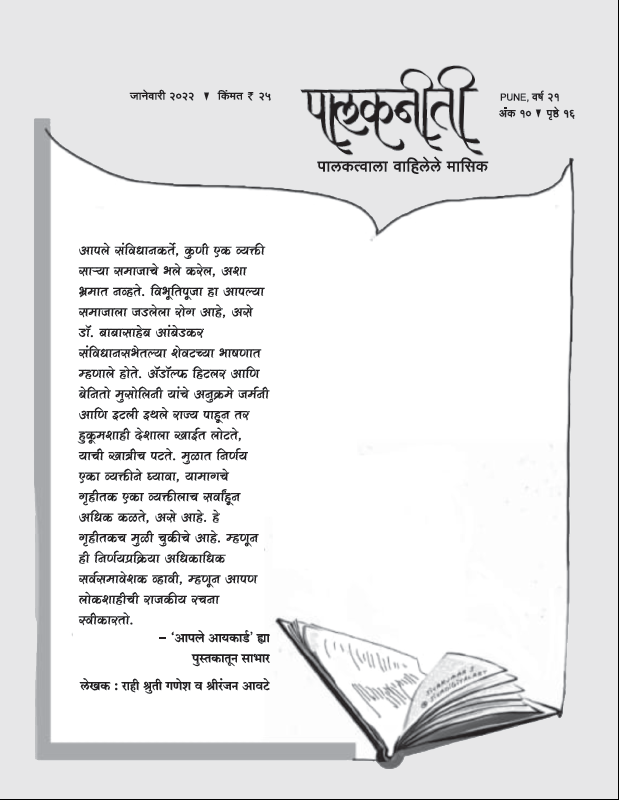 जानेवारी २०२२ ▼ किंमत ₹ २५
पालकनीती
PUNE, वर्ष २१
अंक १० ▼ पृष्ठे १६
पालकत्वाला वाहिलेले मासिक
आपले संविधानकर्ते, कुणी एक व्यक्ती
साऱ्या समाजाचे भले करेल, अशा
भ्रमात नव्हते. विभूतिपूजा हा आपल्या
समाजाला जडलेला रोग आहे, असे
डॉ. बाबासाहेब आंबेडकर
संविधानसभेतल्या शेवटच्या भाषणात
म्हणाले होते. ॲडॉल्फ हिटलर आणि
बेनितो मुसोलिनी यांचे अनुक्रमे जर्मनी
आणि इटली इथले राज्य पाहून तर
हुकूमशाही देशाला खाईत लोटते,
याची खात्रीच पटते. मुळात निर्णय
एका व्यक्तीने घ्यावा, यामागचे
गृहीतक एका व्यक्तीलाच सर्वांहून
अधिक कळते, असे आहे. हे
गृहीतकच मुळी चुकीचे आहे. म्हणून
ही निर्णयप्रक्रिया अधिकाधिक
सर्वसमावेशक व्हावी, म्हणून आपण
लोकशाहीची राजकीय रचना
स्वीकारतो.
– ‘आपले आयकार्ड’ ह्या
पुस्तकातून साभार
लेखक : राही श्रुती गणेश व श्रीरंजन आवटे
SIVAKUMAR S
@ SIVADIGITALART